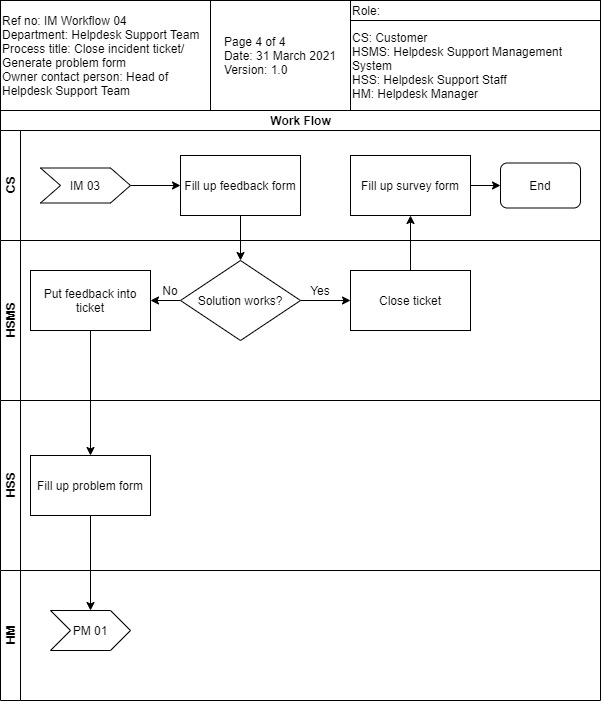 Ref no: IM Workflow 04
Department: Helpdesk Support Team
Process title: Close incident ticket/
Generate problem form
Owner contact person: Head of
Helpdesk Support Team
Page 4 of 4
Date: 31 March 2021
Version: 1.0
Role:
CS: Customer
HSMS: Helpdesk Support Management
System
HSS: Helpdesk Support Staff
HM: Helpdesk Manager
Work Flow
CS
IM 03
Fill up feedback form
Fill up survey form
End
HSMS
Put feedback into
ticket
No
Solution works?
Yes
Close ticket
HSS
Fill up problem form
HM
PM 01